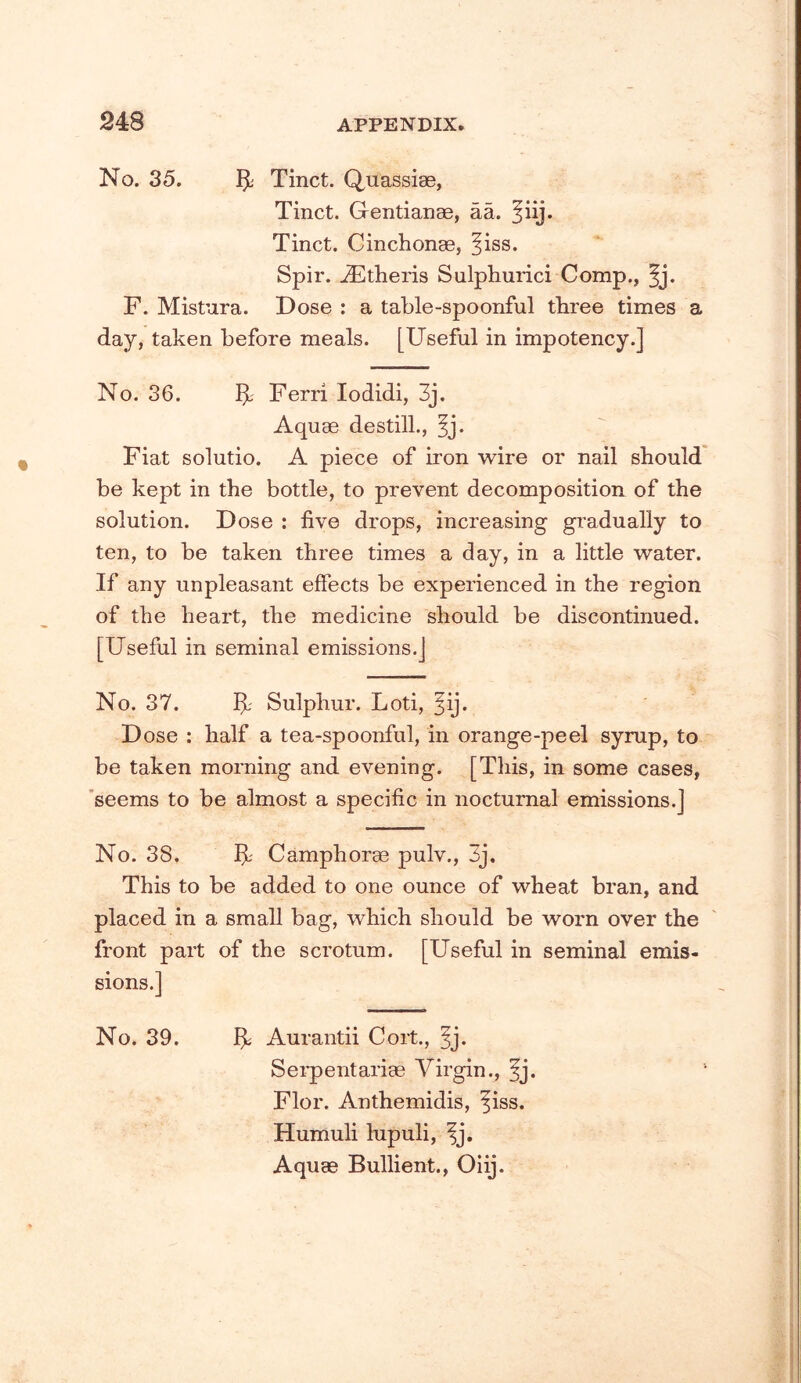 248 APPENDIX.
No. 35. ℞ Tinct. Quassiæ,
Tinct. Gentianæ, āā. ℥iij.
Tinct. Cinchonæ, ℥iss.
Spir. Ætheris Sulphurici Comp., ℥j.
F. Mistura. Dose : a table-spoonful three times a
day, taken before meals. [Useful in impotency.]
No. 36. ℞ Ferri Iodidi, ʒj.
Aquæ destill., ℥j.
Fiat solutio. A piece of iron wire or nail should
be kept in the bottle, to prevent decomposition of the
solution. Dose : five drops, increasing gradually to
ten, to be taken three times a day, in a little water.
If any unpleasant effects be experienced in the region
of the heart, the medicine should be discontinued.
[Useful in seminal emissions.]
No. 37. ℞ Sulphur. Loti, ℥ij.
Dose : half a tea-spoonful, in orange-peel syrup, to
be taken morning and evening. [This, in some cases,
seems to be almost a specific in nocturnal emissions.]
No. 38. ℞ Camphoræ pulv., ʒj.
This to be added to one ounce of wheat bran, and
placed in a small bag, which should be worn over the
front part of the scrotum. [Useful in seminal emis-
sions.]
No. 39. ℞ Aurantii Cort., ℥j.
Serpentariæ Virgin., ℥j.
Flor. Anthemidis, ℥iss.
Humuli lupuli, ℥j.
Aquæ Bullient., Oiij.